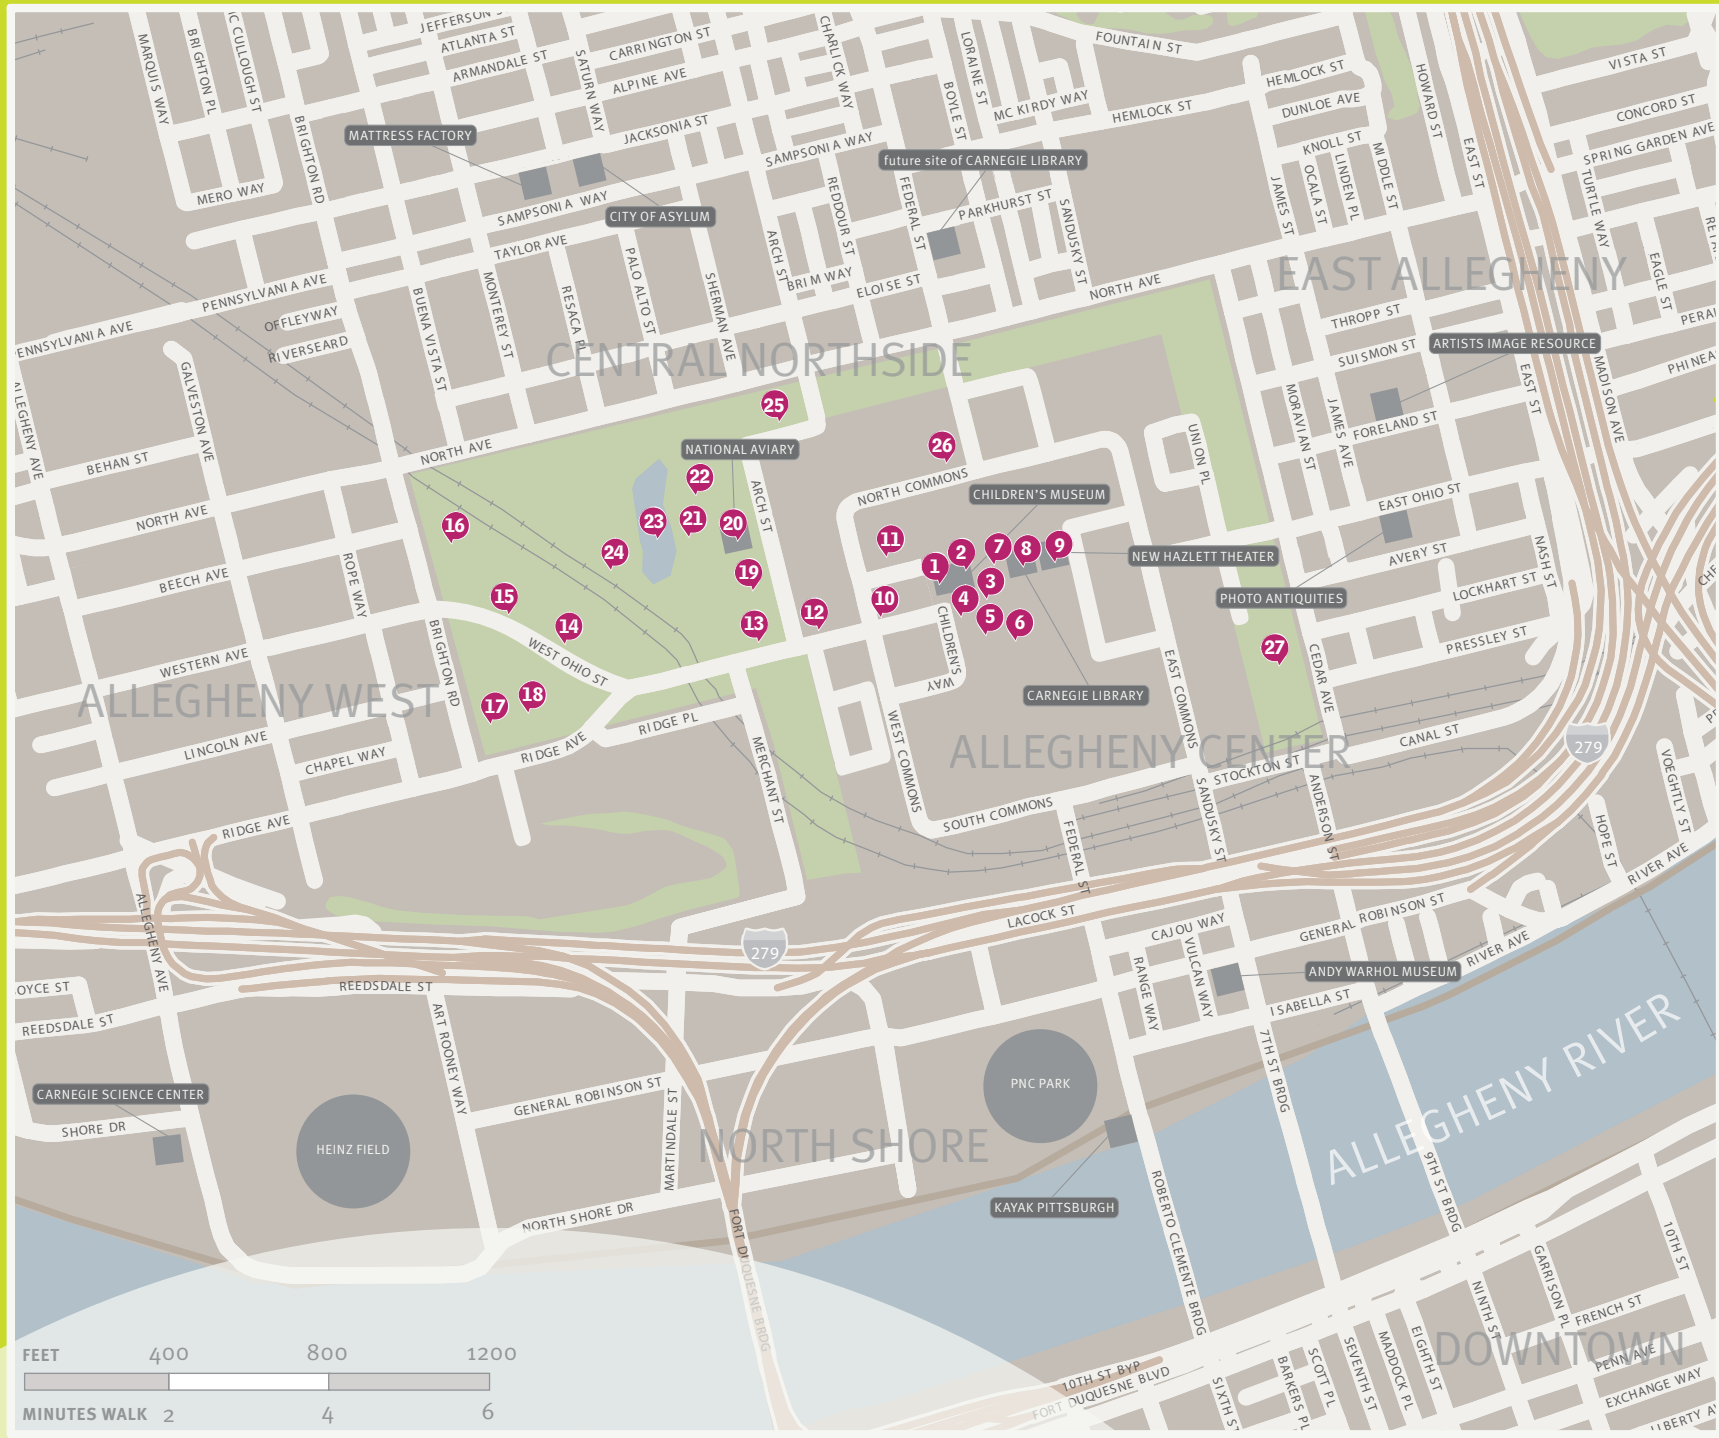 JEFFERSON S
ATLANTA ST
ARMANDALE ST
CARRINGTON ST
ALPINE AVE
SATURN WAY
CHARLICK WAY
LORAINE ST
FOUNTAIN ST
HEMLOCK ST
VISTA ST
MARQUIS WAY
BRIGHTON PL
IC CULLOUGH ST
BRIGHTON RD
BOYLE ST
MC KIRDY WAY
HEMLOCK ST
DUNLOE AVE
HOWARD ST
CONCORD ST
SPRING GARDEN AVE
MATTRESS FACTORY
JACKSONIA ST
SAMPSONIA WAY
future site of CARNEGIE LIBRARY
KNOLL ST
EAST ST
MERO WAY
SAMPSONIA WAY
CITY OF ASYLUM
REDDOUR ST
FEDERAL ST
PARKHURST ST
SANDUSKY ST
JAMES ST
OCALA ST
LINDEN PL
MIDDLE ST
TURTLE WAY
TAYLOR AVE
ARCH ST
BRIM WAY
ELOISE ST
NORTH AVE
EAST ALLEGHENY
EAGLE ST
PENNSYLVANIA AVE
ENNSYLVANIA AVE
OFFLEYWAY
RIVERSEARD
BUENA VISTA ST
MONTEREY ST
RESACA PL
PALO ALTO ST
SHERMAN AVE
CENTRAL NORTHSIDE
THROPP ST
SUISMON ST
ARTISTS IMAGE RESOURCE
MADISON AVE
PERAL
PHINEA
ALLEGHENY AVE
GALVESTON AVE
EAST ST
MORAVIAN ST
JAMES AVE
FORELAND ST
BEHAN ST
NORTH AVE
25
NATIONAL AVIARY
26
UNION PL
22
NORTH COMMONS
CHILDREN'S MUSEUM
EAST OHIO ST
NORTH AVE
16
23
21
20
ARCH ST
24
19
11
1
2
7
8
9
NEW HAZLETT THEATER
AVERY ST
NASH ST
BEECH AVE
ROPE WAY
15
14
13
12
10
3
4
5
6
PHOTO ANTIQUITIES
LOCKHART ST
PRESSLEY ST
WESTERN AVE
BRIGHTON RD
WEST OHIO ST
CHILDREN'S
WAY
27
ALLEGHENY WEST
17
18
RIDGE PL
CARNEGIE LIBRARY
EAST COMMONS
CEDAR AVE
LINCOLN AVE
CHAPEL WAY
RIDGE AVE
MERCHANT ST
WEST COMMONS
ALLEGHENY CENTER
STOCKTON ST
CANAL ST
279
VOEGHTLY ST
RIDGE AVE
SOUTH COMMONS
FEDERAL ST
SANDUSKY ST
ANDERSON ST
HOPE ST
RIVER AVE
ALLEGHENY AVE
279
LACOCK ST
CAJOU WAY
GENERAL ROBINSON ST
RIVER AVE
OYCE ST
REEDSDALE ST
REEDSDALE ST
ART ROONEY WAY
RANGE WAY
VULCAN WAY
ANDY WARHOL MUSEUM
ISABELLA ST
CARNEGIE SCIENCE CENTER
SHORE DR
HEINZ FIELD
GENERAL ROBINSON ST
MARTINDALE ST
NORTH SHORE
PNC PARK
7TH ST BRDG
ALLEGHENY RIVER
KAYAK PITTSBURGH
9TH ST BRDG
ROBERTO CLEMENTE BRDG
NORTH SHORE DR
FORT DUQUESNE BRDG
10TH ST
GARRISON PL
NINTH ST
FRENCH ST
DOWNTOWN
PENN AVE
EXCHANGE WAY
LIBERTY AV
10TH ST BYP
FORT DUQUESNE BLVD
SIXTH ST
BARKERS PL
SCOTT PL
SEVENTH ST
MADDOCK PL
EIGHTH ST
FEET 400 800 1200
MINUTES WALK 2 4 6